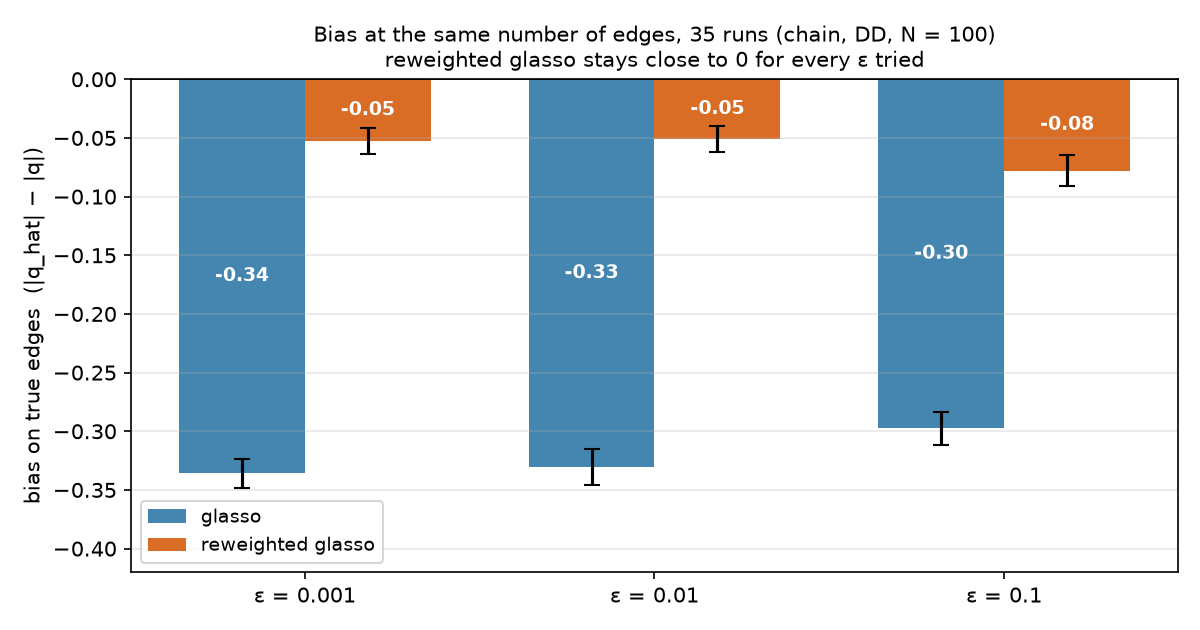 Bias at the same number of edges, 35 runs (chain, DD, N = 100)
reweighted glasso stays close to 0 for every ε tried
bias on true edges (|q_hat| − |q|)
0.00
−0.05
−0.10
−0.15
−0.20
−0.25
−0.30
−0.35
−0.40
-0.34
-0.05
-0.33
-0.05
-0.30
-0.08
glasso
reweighted glasso
ε = 0.001
ε = 0.01
ε = 0.1